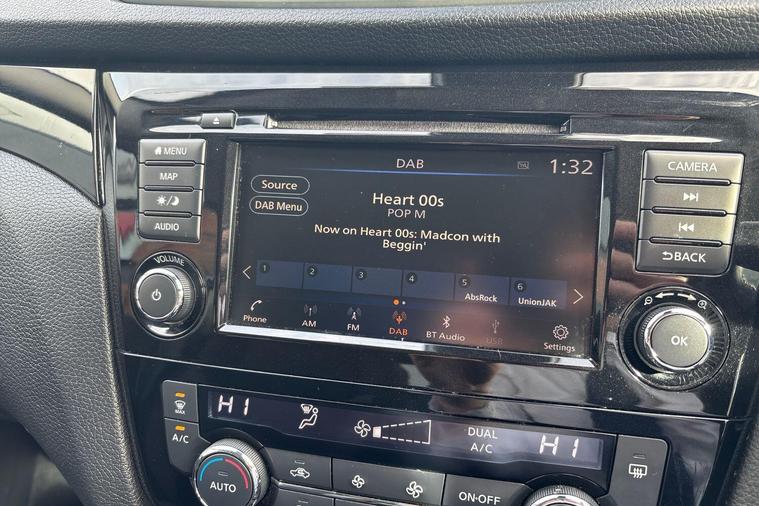 MENU
MAP
AUDIO
VOLUME
DAB
1:32
Source
DAB Menu
Heart 00s
POP M
Now on Heart 00s: Madcon with
Beggin'
1 2 3 4 5 AbsRock 6 UnionJAK
Phone AM FM DAB BT Audio USB Settings
CAMERA
BACK
OK
MAX
A/C
HI
DUAL
A/C
HI
AUTO
ON·OFF